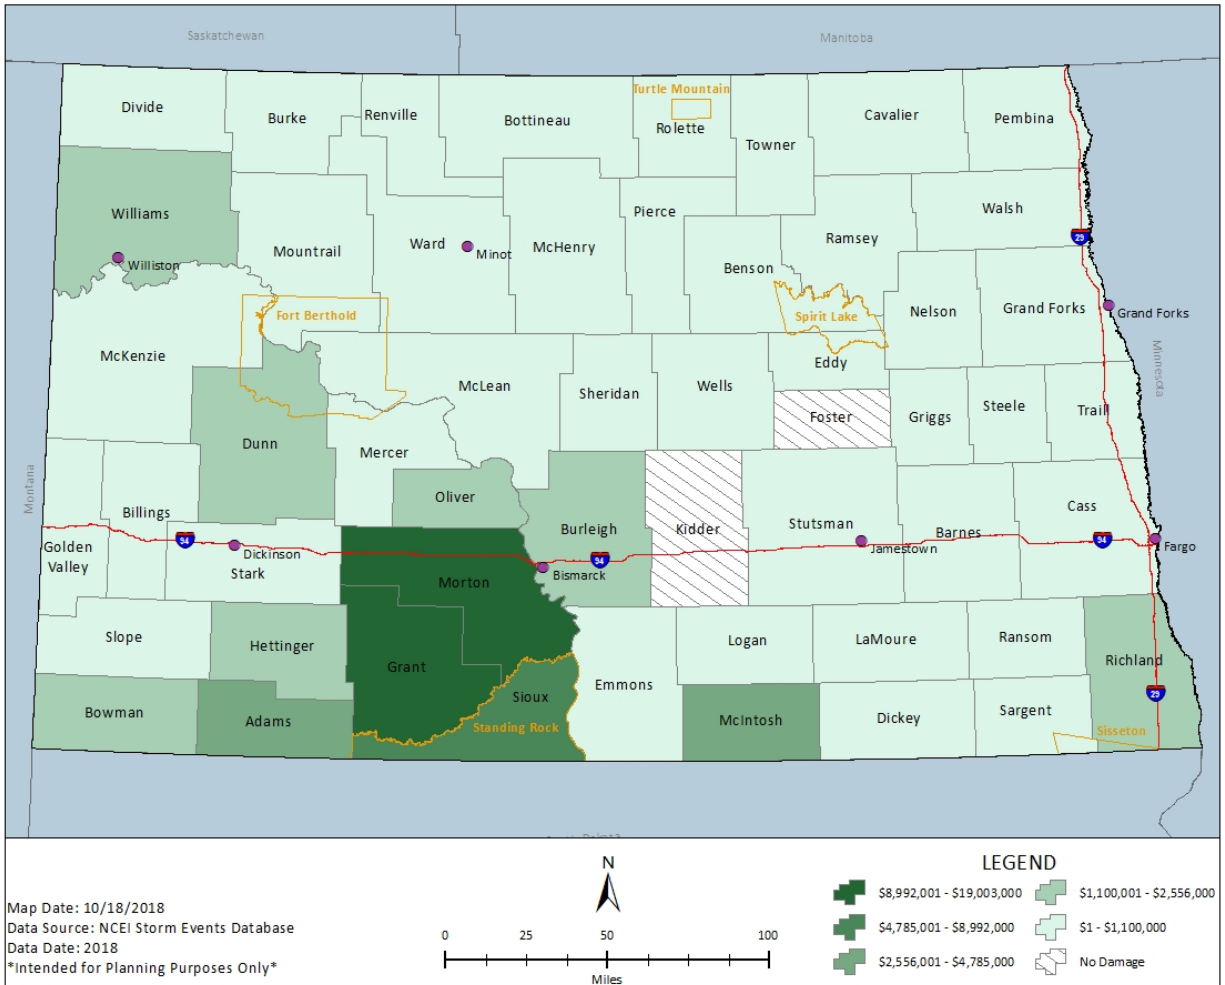 Saskatchewan
Manitoba
Divide
Burke
Renville
Bottineau
Turtle Mountain
Rolette
Towner
Cavalier
Pembina
Williams
Williston
Mountrail
Ward
Minot
McHenry
Pierce
Benson
Ramsey
Walsh
29
Nelson
Grand Forks
Grand Forks
Fort Berthold
Spirit Lake
McKenzie
McLean
Sheridan
Wells
Eddy
Foster
Griggs
Steele
Traill
Minnesota
Dunn
Mercer
Oliver
Burleigh
Kidder
Stutsman
Jamestown
Barnes
Cass
94
Fargo
Montana
Billings
Golden
Valley
94
Dickinson
Stark
Morton
94
Bismarck
Slope
Hettinger
Grant
Sioux
Standing Rock
Emmons
Logan
LaMoure
Ransom
Richland
29
Bowman
Adams
McIntosh
Dickey
Sargent
Sisseton
Map Date: 10/18/2018
Data Source: NCEI Storm Events Database
Data Date: 2018
*Intended for Planning Purposes Only*
N
0 25 50 100
Miles
LEGEND
$8,992,001 - $19,003,000
$4,785,001 - $8,992,000
$2,556,001 - $4,785,000
$1,100,001 - $2,556,000
$1 - $1,100,000
No Damage